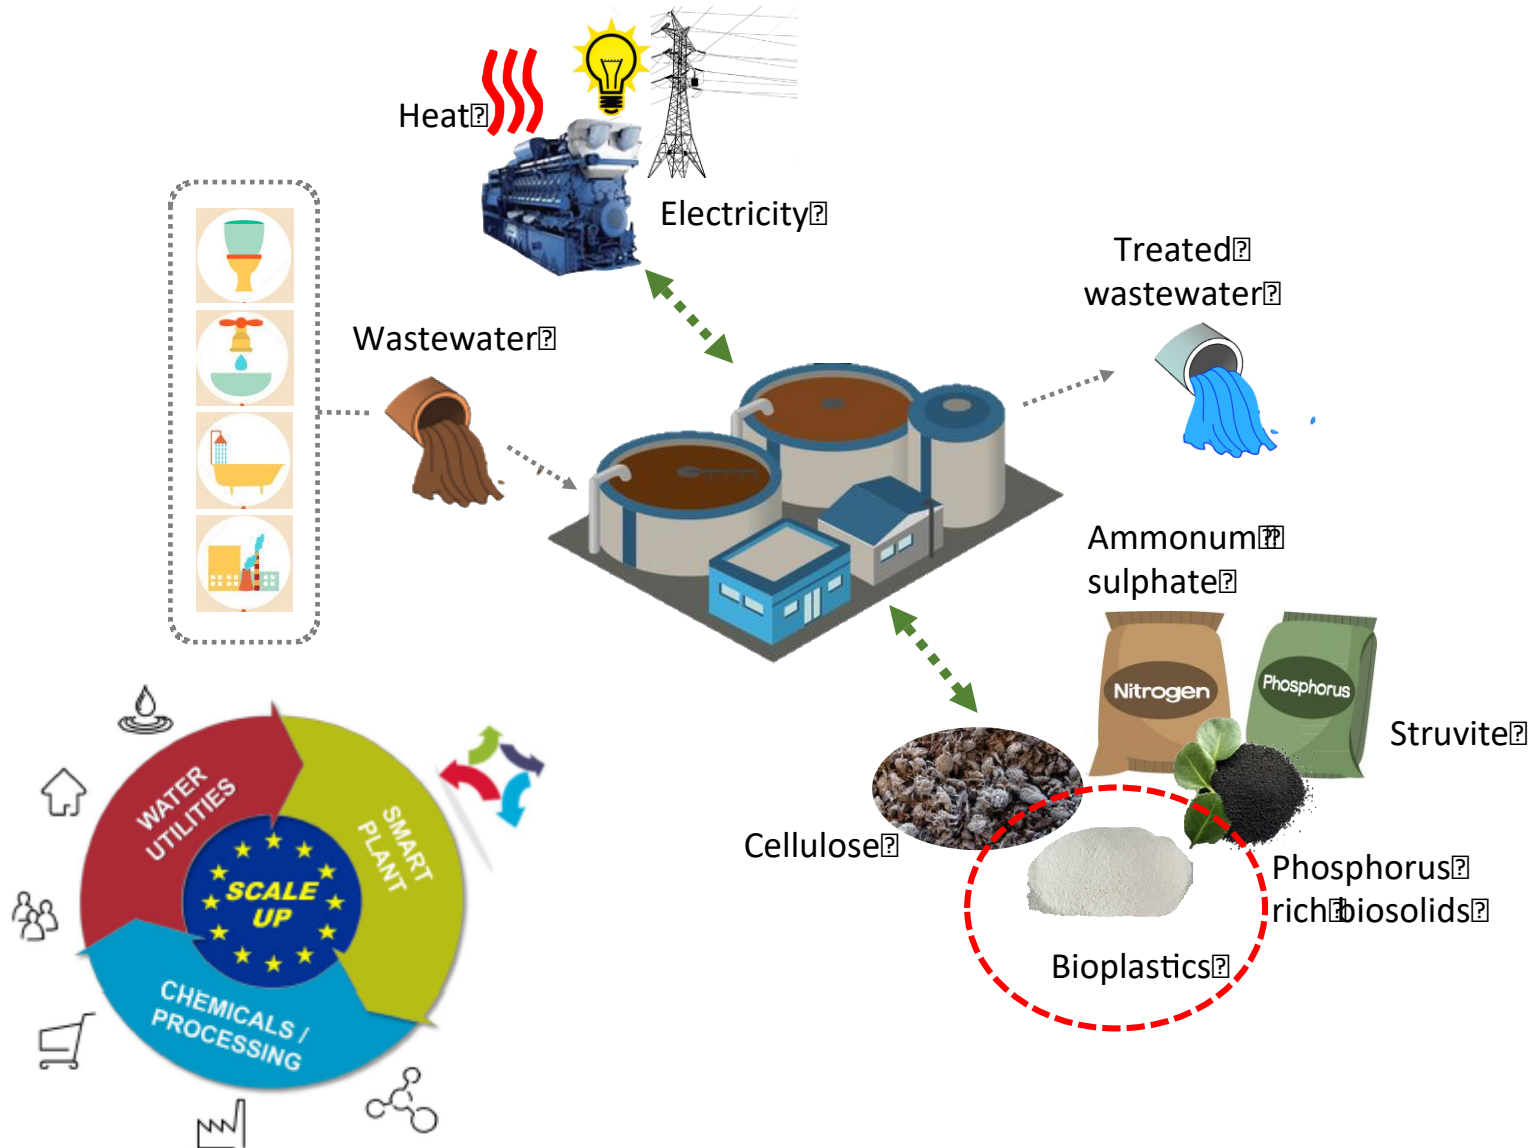 Heat
Electricity
Treated
wastewater
Wastewater
Ammonum
sulphate
Nitrogen
Phosphorus
Struvite
Cellulose
Phosphorus
rich biosolids
Bioplastics
WATER
UTILITIES
SMART
PLANT
SCALE
UP
CHEMICALS /
PROCESSING